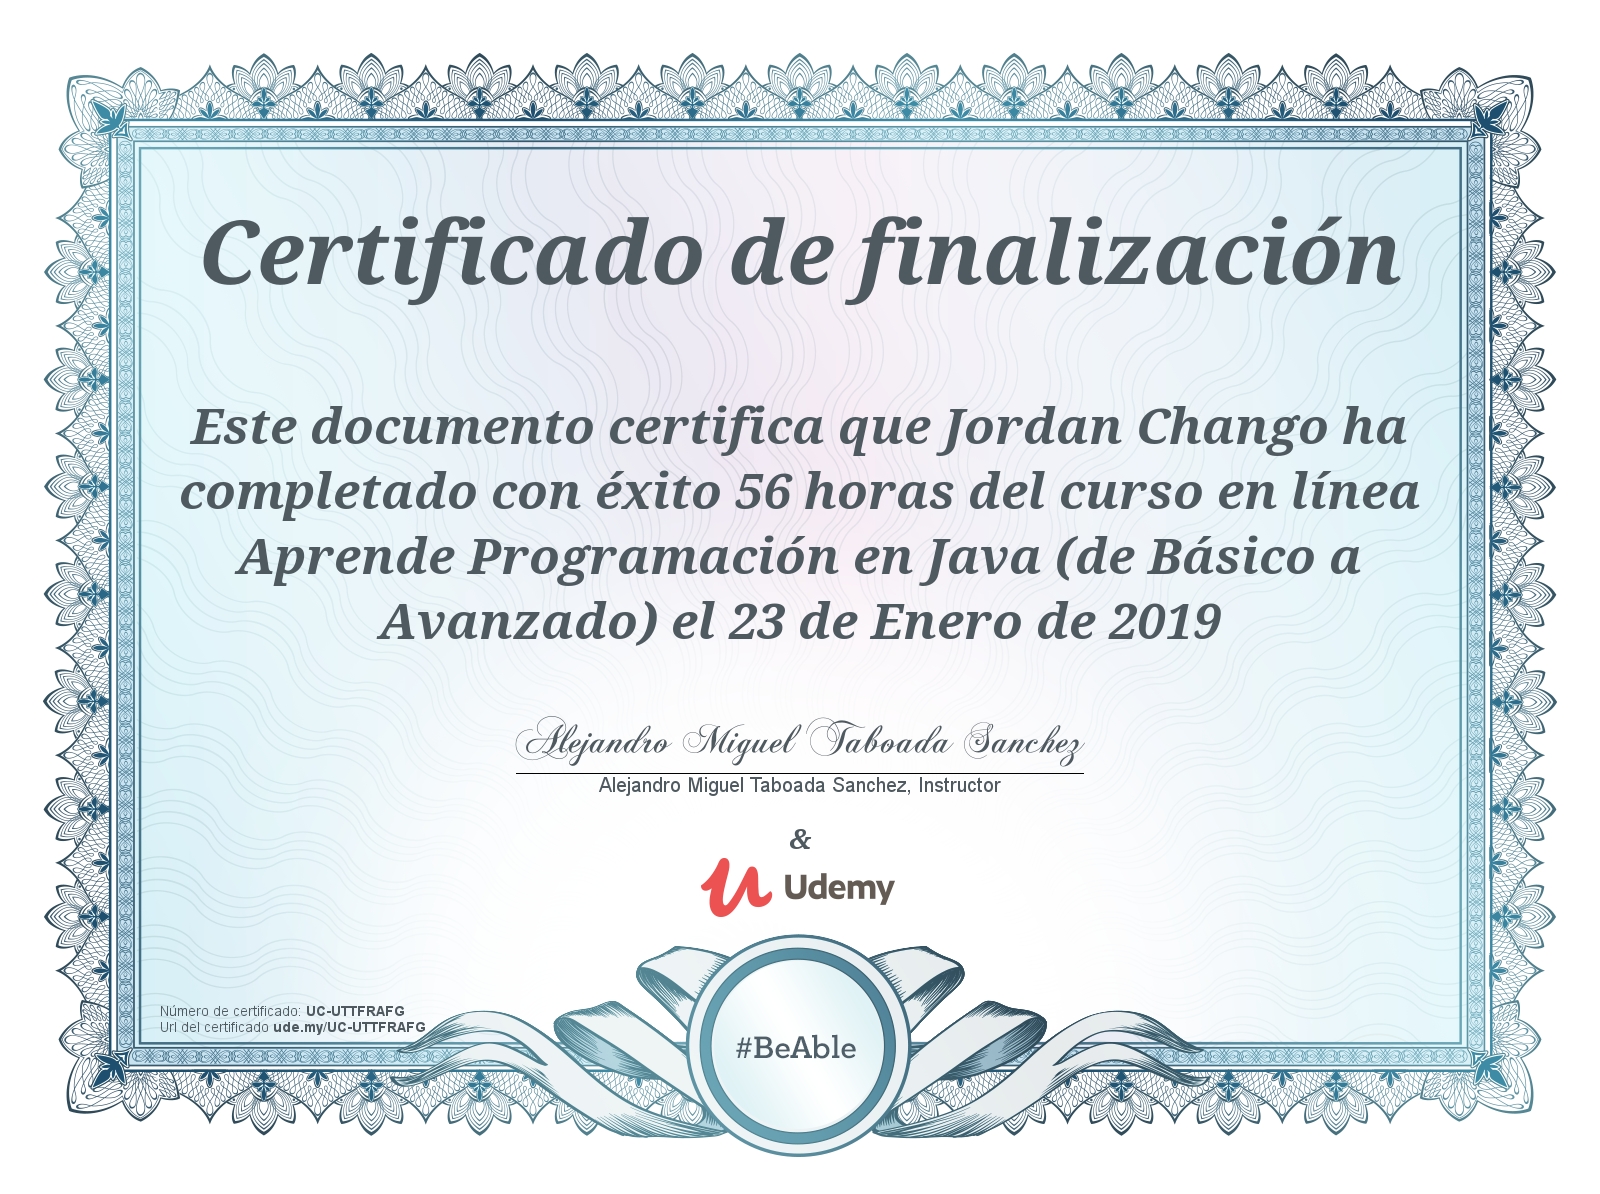 Certificado de finalización
Este documento certifica que Jordan Chango ha
completado con éxito 56 horas del curso en línea
Aprende Programación en Java (de Básico a
Avanzado) el 23 de Enero de 2019
Alejandro Miguel Taboada Sanchez
Alejandro Miguel Taboada Sanchez, Instructor
&
Udemy
Número de certificado: UC-UTTFRAFG
Url del certificado ude.my/UC-UTTFRAFG
#BeAble